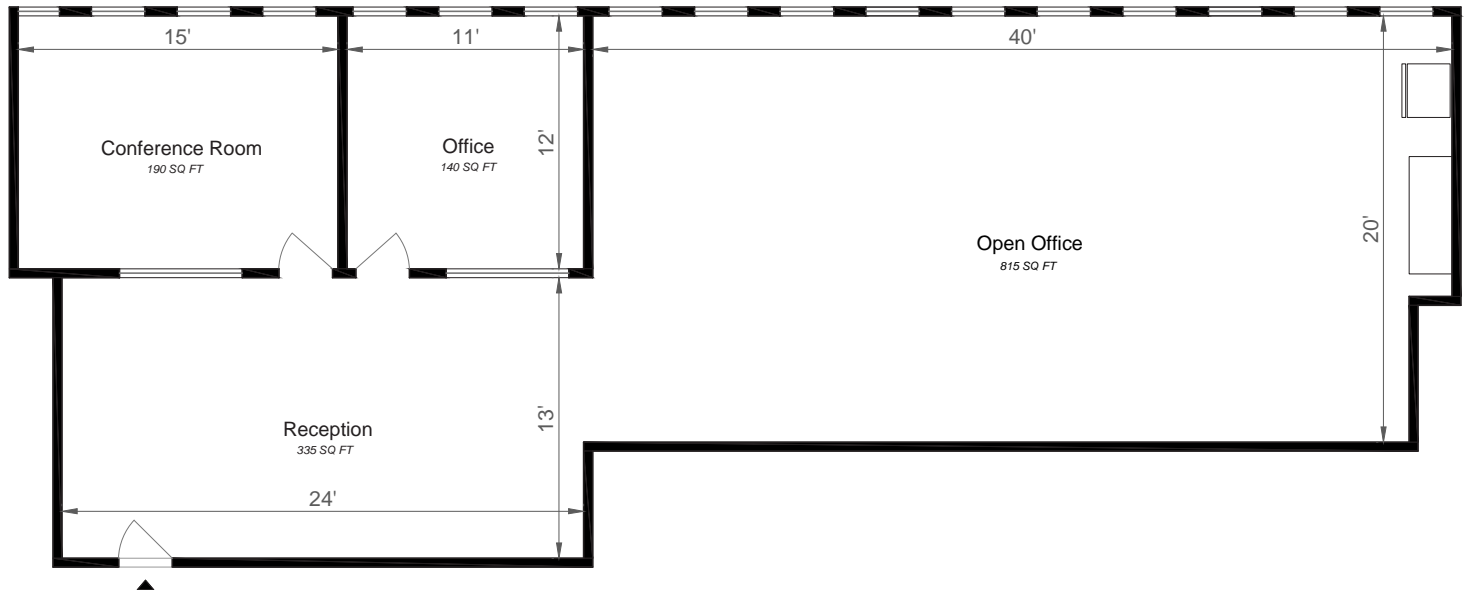 15'
11'
40'
Conference Room
190 SQ FT
Office
140 SQ FT
12'
20'
Open Office
815 SQ FT
Reception
335 SQ FT
13'
24'